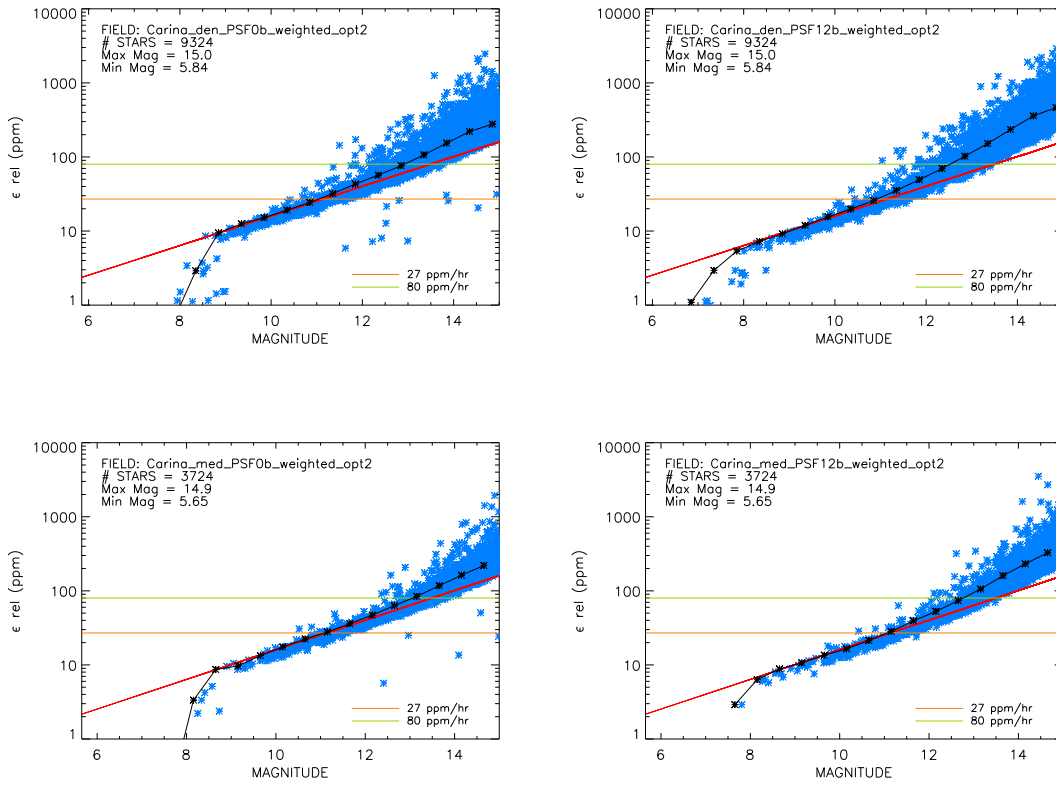 FIELD: Carina_den_PSF0b_weighted_opt2
# STARS = 9324
Max Mag = 15.0
Min Mag = 5.84
10000
1000
100
10
1
ϵ rel (ppm)
27 ppm/hr
80 ppm/hr
6 8 10 12 14
MAGNITUDE
FIELD: Carina_den_PSF12b_weighted_opt2
# STARS = 9324
Max Mag = 15.0
Min Mag = 5.84
10000
1000
100
10
1
ϵ rel (ppm)
27 ppm/hr
80 ppm/hr
6 8 10 12 14
MAGNITUDE
FIELD: Carina_med_PSF0b_weighted_opt2
# STARS = 3724
Max Mag = 14.9
Min Mag = 5.65
10000
1000
100
10
1
ϵ rel (ppm)
27 ppm/hr
80 ppm/hr
6 8 10 12 14
MAGNITUDE
FIELD: Carina_med_PSF12b_weighted_opt2
# STARS = 3724
Max Mag = 14.9
Min Mag = 5.65
10000
1000
100
10
1
ϵ rel (ppm)
27 ppm/hr
80 ppm/hr
6 8 10 12 14
MAGNITUDE